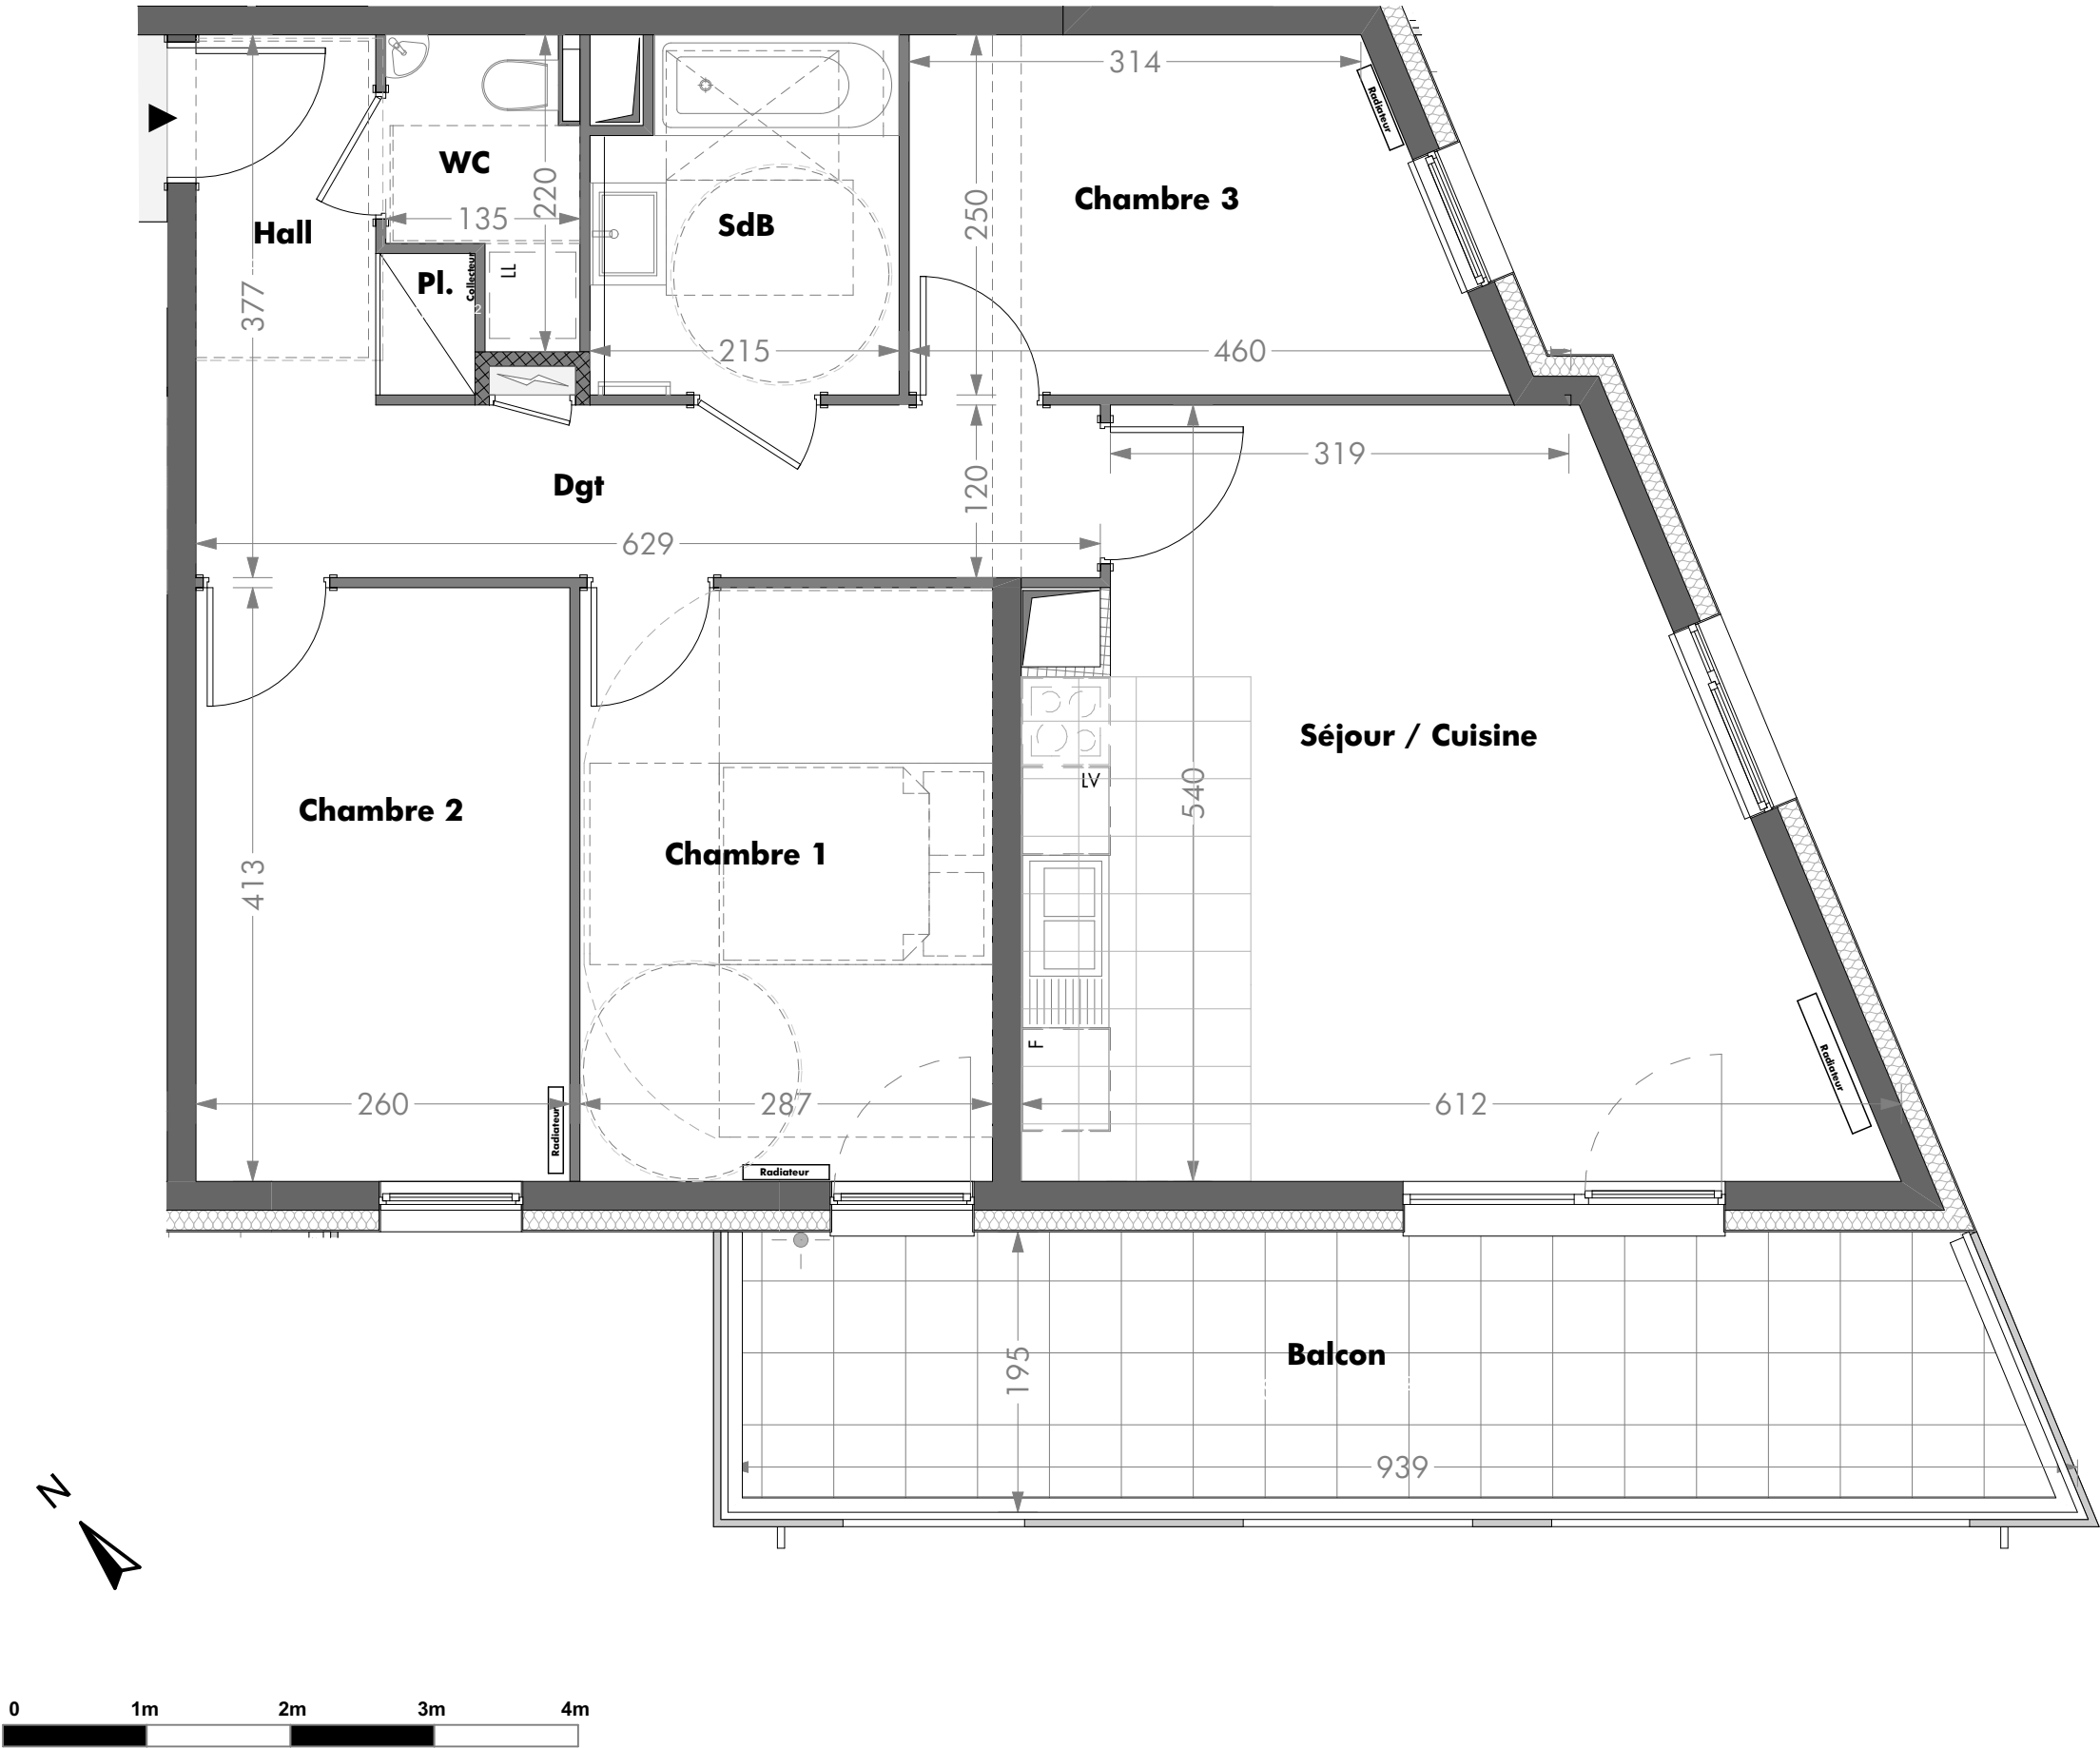 314
Radiateur
WC
220
Chambre 3
135
SdB
250
Hall
LL
Pl.
Collecteur
2
377
215
460
319
Dgt
120
629
Séjour / Cuisine
LV
540
Chambre 2
Chambre 1
413
F
Radiateur
260
287
612
Radiateur
Radiateur
Balcon
195
939
N
0 1m 2m 3m 4m